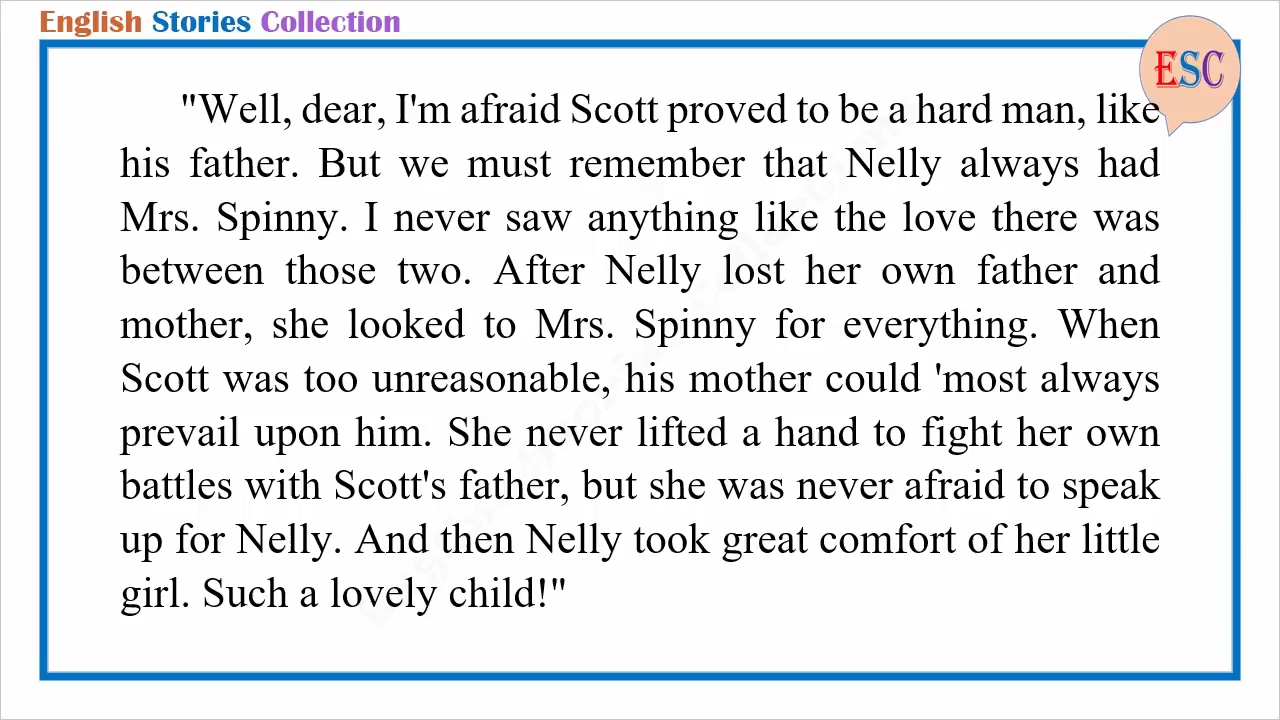 English Stories Collection
ESC
"Well, dear, I'm afraid Scott proved to be a hard man, like
his father. But we must remember that Nelly always had
Mrs. Spinny. I never saw anything like the love there was
between those two. After Nelly lost her own father and
mother, she looked to Mrs. Spinny for everything. When
Scott was too unreasonable, his mother could 'most always
prevail upon him. She never lifted a hand to fight her own
battles with Scott's father, but she was never afraid to speak
up for Nelly. And then Nelly took great comfort of her little
girl. Such a lovely child!"